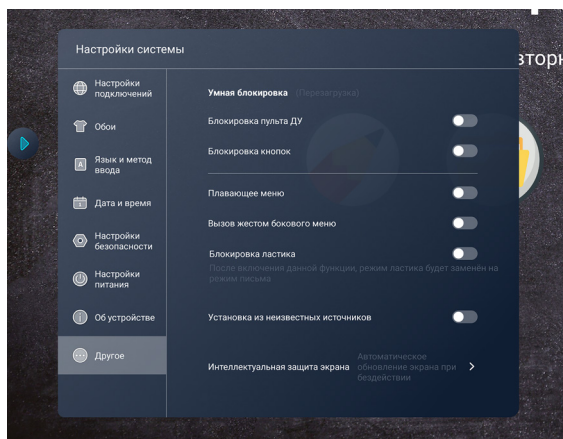 Настройки системы
вторн
Настройки
подключений
Обои
Язык и метод
ввода
Дата и время
Настройки
безопасности
Настройки
питания
Об устройстве
Другое
Умная блокировка (Перезагрузка)
Блокировка пульта ДУ
Блокировка кнопок
Плавающее меню
Вызов жестом бокового меню
Блокировка ластика
После включения данной функции, режим ластика будет заменён на
режим письма
Установка из неизвестных источников
Интеллектуальная защита экрана
Автоматическое
обновление экрана при
бездействии